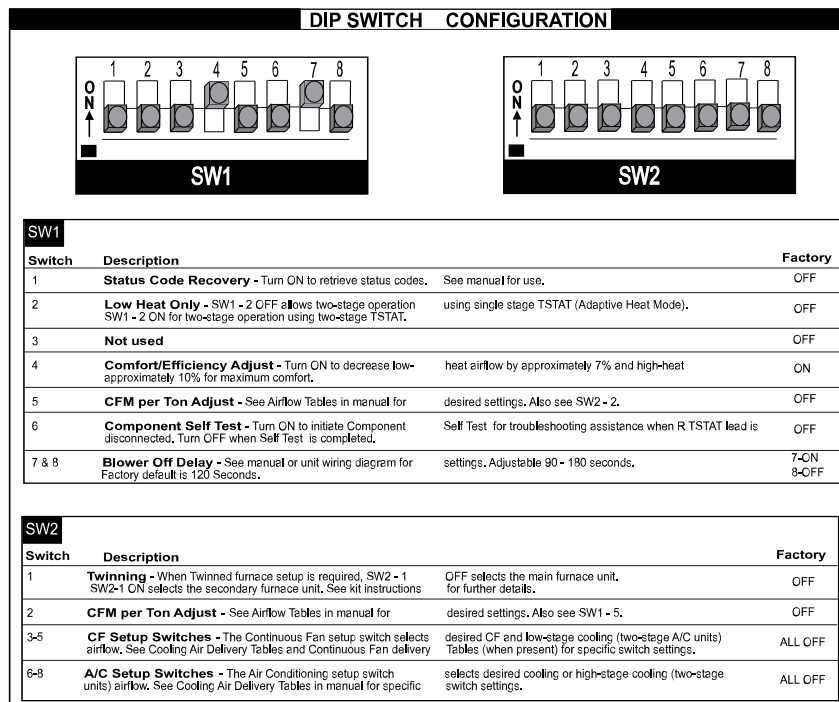 DIP SWITCH CONFIGURATION
1 2 3 4 5 6 7 8
ON
SW1
1 2 3 4 5 6 7 8
ON
SW2
SW1
Switch Description Factory
1 Status Code Recovery - Turn ON to retrieve status codes. See manual for use. OFF
2 Low Heat Only - SW1 - 2 OFF allows two-stage operation using single stage TSTAT (Adaptive Heat Mode). OFF
SW1 - 2 ON for two-stage operation using two-stage TSTAT.
3 Not used OFF
4 Comfort/Efficiency Adjust - Turn ON to decrease low- heat airflow by approximately 7% and high-heat ON
approximately 10% for maximum comfort.
5 CFM per Ton Adjust - See Airflow Tables in manual for desired settings. Also see SW2 - 2. OFF
6 Component Self Test - Turn ON to initiate Component Self Test for troubleshooting assistance when R TSTAT lead is OFF
disconnected. Turn OFF when Self Test is completed.
7 & 8 Blower Off Delay - See manual or unit wiring diagram for settings. Adjustable 90 - 180 seconds. 7-ON
Factory default is 120 Seconds. 8-OFF
SW2
Switch Description Factory
1 Twinning - When Twinned furnace setup is required, SW2 - 1 OFF selects the main furnace unit. OFF
SW2-1 ON selects the secondary furnace unit. See kit instructions for further details.
2 CFM per Ton Adjust - See Airflow Tables in manual for desired settings. Also see SW1 - 5. OFF
3-5 CF Setup Switches - The Continuous Fan setup switch selects desired CF and low-stage cooling (two-stage A/C units) ALL OFF
airflow. See Cooling Air Delivery Tables and Continuous Fan delivery Tables (when present) for specific switch settings.
6-8 A/C Setup Switches - The Air Conditioning setup switch selects desired cooling or high-stage cooling (two-stage ALL OFF
units) airflow. See Cooling Air Delivery Tables in manual for specific switch settings.